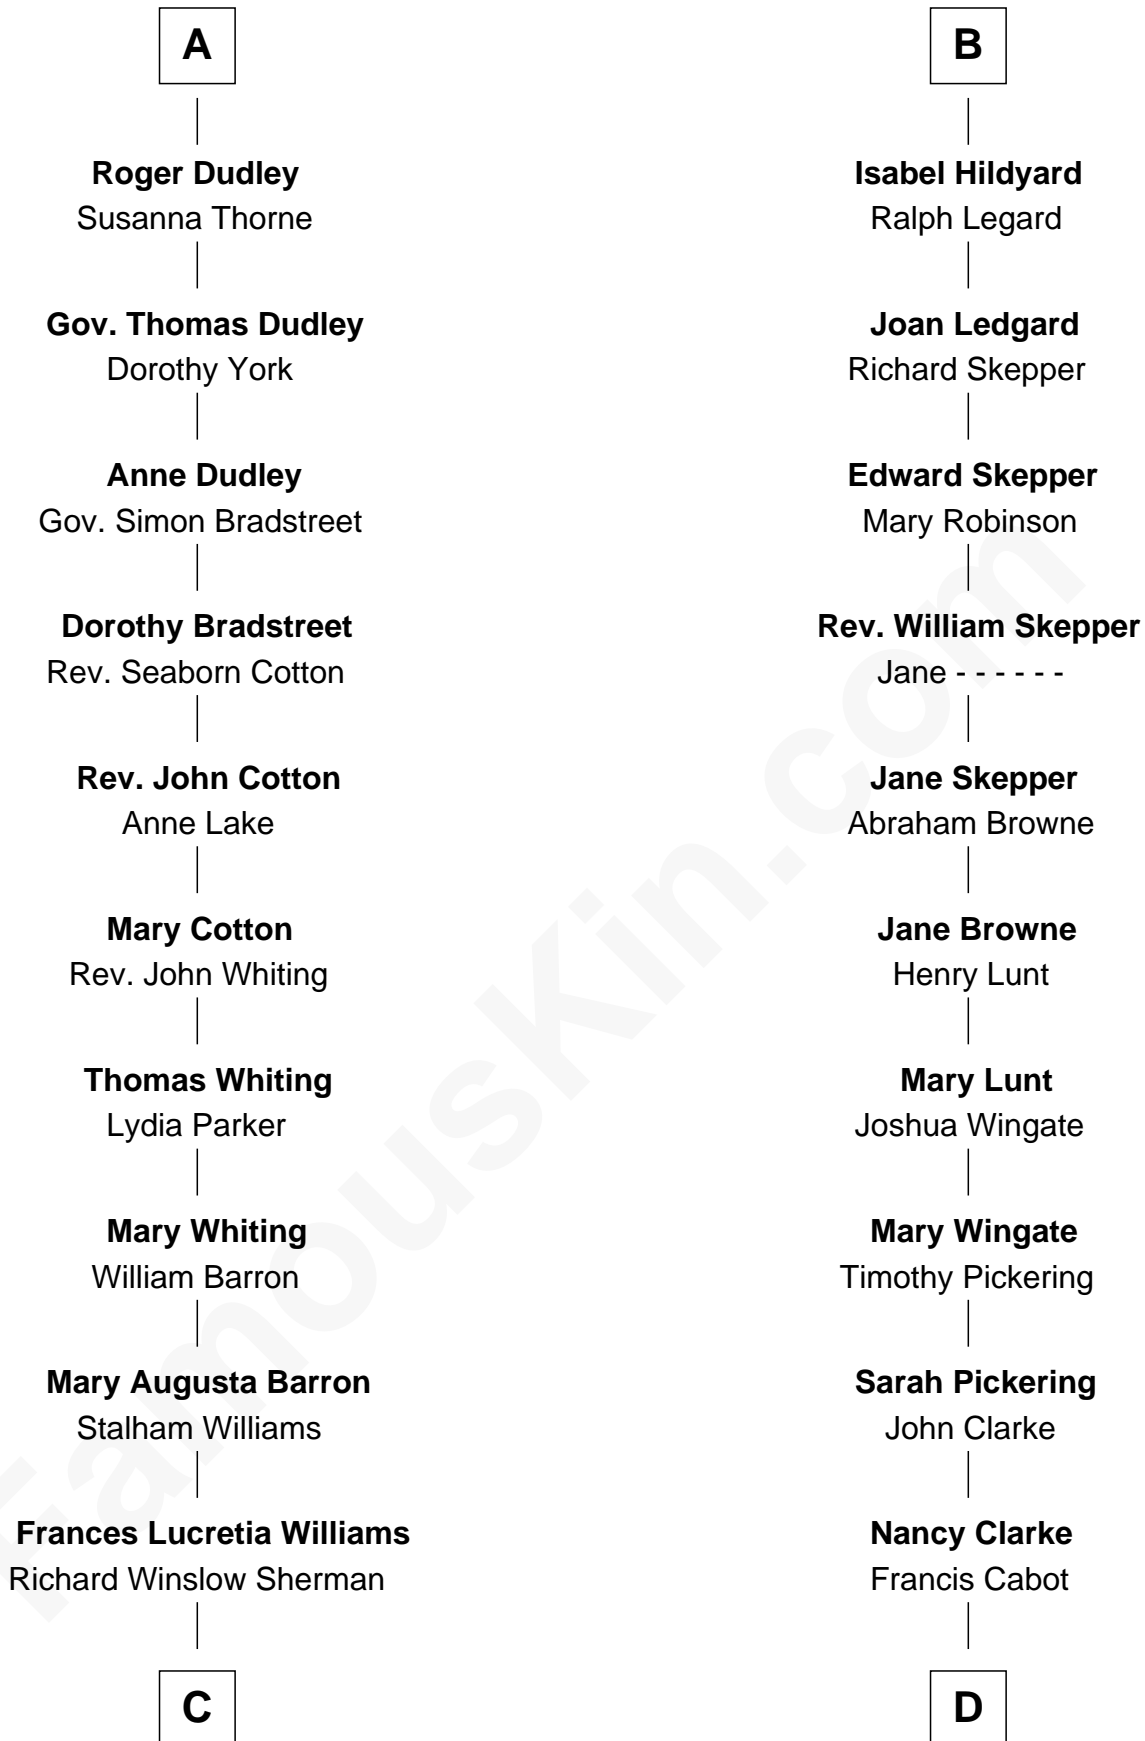 A
Roger Dudley
Susanna Thorne
Gov. Thomas Dudley
Dorothy York
Anne Dudley
Gov. Simon Bradstreet
Dorothy Bradstreet
Rev. Seaborn Cotton
Rev. John Cotton
Anne Lake
Mary Cotton
Rev. John Whiting
Thomas Whiting
Lydia Parker
Mary Whiting
William Barron
Mary Augusta Barron
Stalham Williams
Frances Lucretia Williams
Richard Winslow Sherman
C
B
Isabel Hildyard
Ralph Legard
Joan Ledgard
Richard Skepper
Edward Skepper
Mary Robinson
Rev. William Skepper
Jane - - - - - -
Jane Skepper
Abraham Browne
Jane Browne
Henry Lunt
Mary Lunt
Joshua Wingate
Mary Wingate
Timothy Pickering
Sarah Pickering
John Clarke
Nancy Clarke
Francis Cabot
D
FamousKin.com